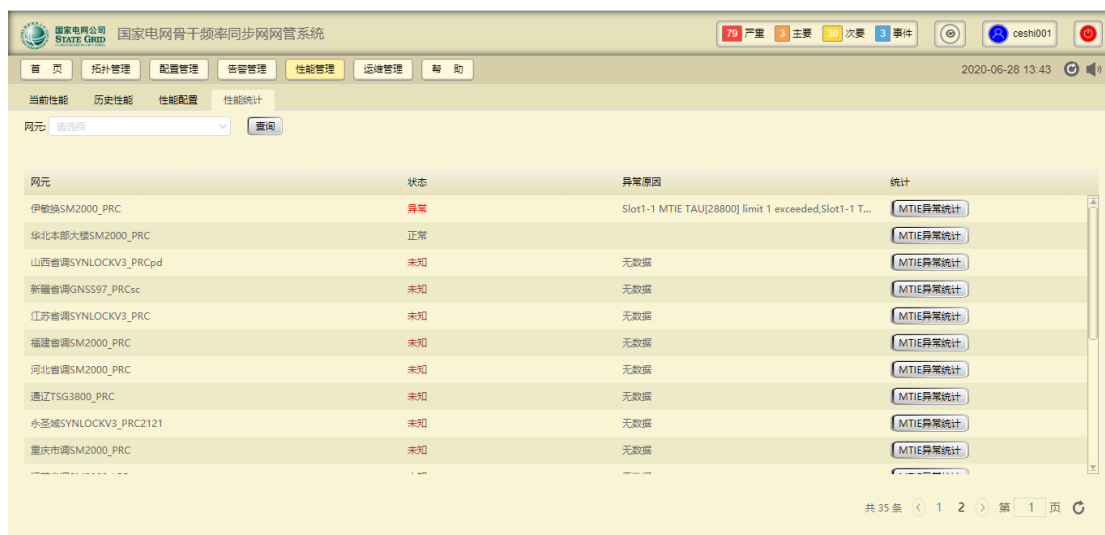 国家电网公司 STATE GRID 国家电网骨干频率同步网网管系统 79 严重 3 主要 30 次要 3 事件 ceshi001
首 页 拓扑管理 配置管理 告警管理 性能管理 运维管理 帮 助 2020-06-28 13:43
当前性能 历史性能 性能配置 性能统计
网元: 请选择 查询
网元 状态 异常原因 统计
伊敏换SM2000_PRC 异常 Slot1-1 MTIE TAU[28800] limit 1 exceeded,Slot1-1 T... MTIE异常统计
华北本部大楼SM2000_PRC 正常 MTIE异常统计
山西省调SYNLOCKV3_PRCpd 未知 无数据 MTIE异常统计
新疆省调GNSS97_PRCsc 未知 无数据 MTIE异常统计
江苏省调SYNLOCKV3_PRC 未知 无数据 MTIE异常统计
福建省调SM2000_PRC 未知 无数据 MTIE异常统计
河北省调SM2000_PRC 未知 无数据 MTIE异常统计
通辽TSG3800_PRC 未知 无数据 MTIE异常统计
永圣域SYNLOCKV3_PRC2121 未知 无数据 MTIE异常统计
重庆市调SM2000_PRC 未知 无数据 MTIE异常统计
共 35 条 1 2 第 1 页